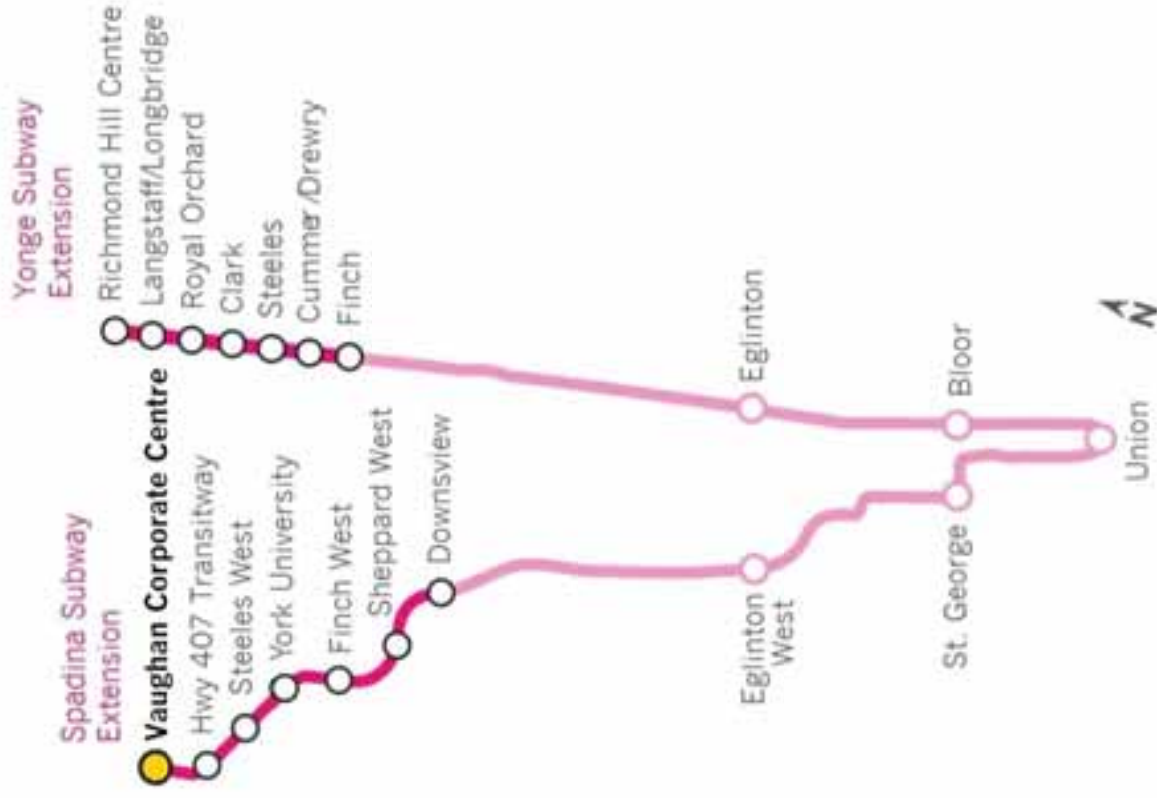 Spadina Subway
Extension
Vaughan Corporate Centre
Hwy 407 Transitway
Steeles West
York University
Finch West
Sheppard West
Downsview
Eglinton
West
St. George
Union
Yonge Subway
Extension
Richmond Hill Centre
Langstaff/Longbridge
Royal Orchard
Clark
Steeles
Cummer/Drewry
Finch
Eglinton
Bloor
N